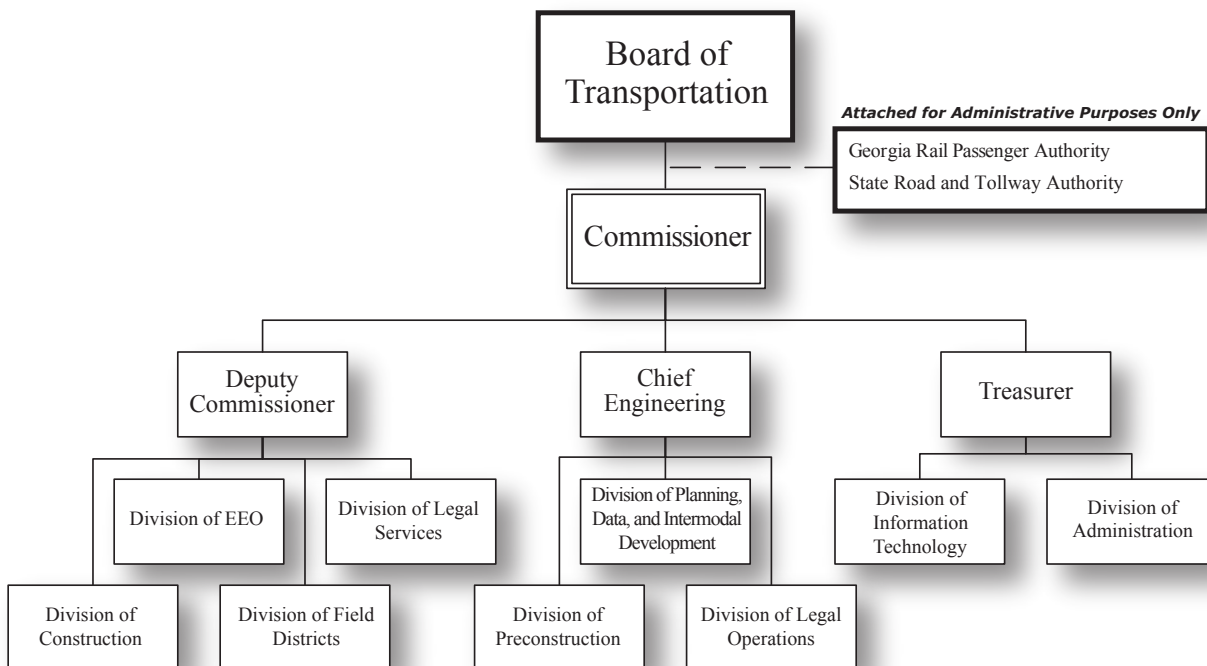 Board of
Transportation
Attached for Administrative Purposes Only
Georgia Rail Passenger Authority
State Road and Tollway Authority
Commissioner
Deputy
Commissioner
Chief
Engineering
Treasurer
Division of EEO
Division of Legal
Services
Division of Planning,
Data, and Intermodal
Development
Division of
Information
Technology
Division of
Administration
Division of
Construction
Division of Field
Districts
Division of
Preconstruction
Division of Legal
Operations